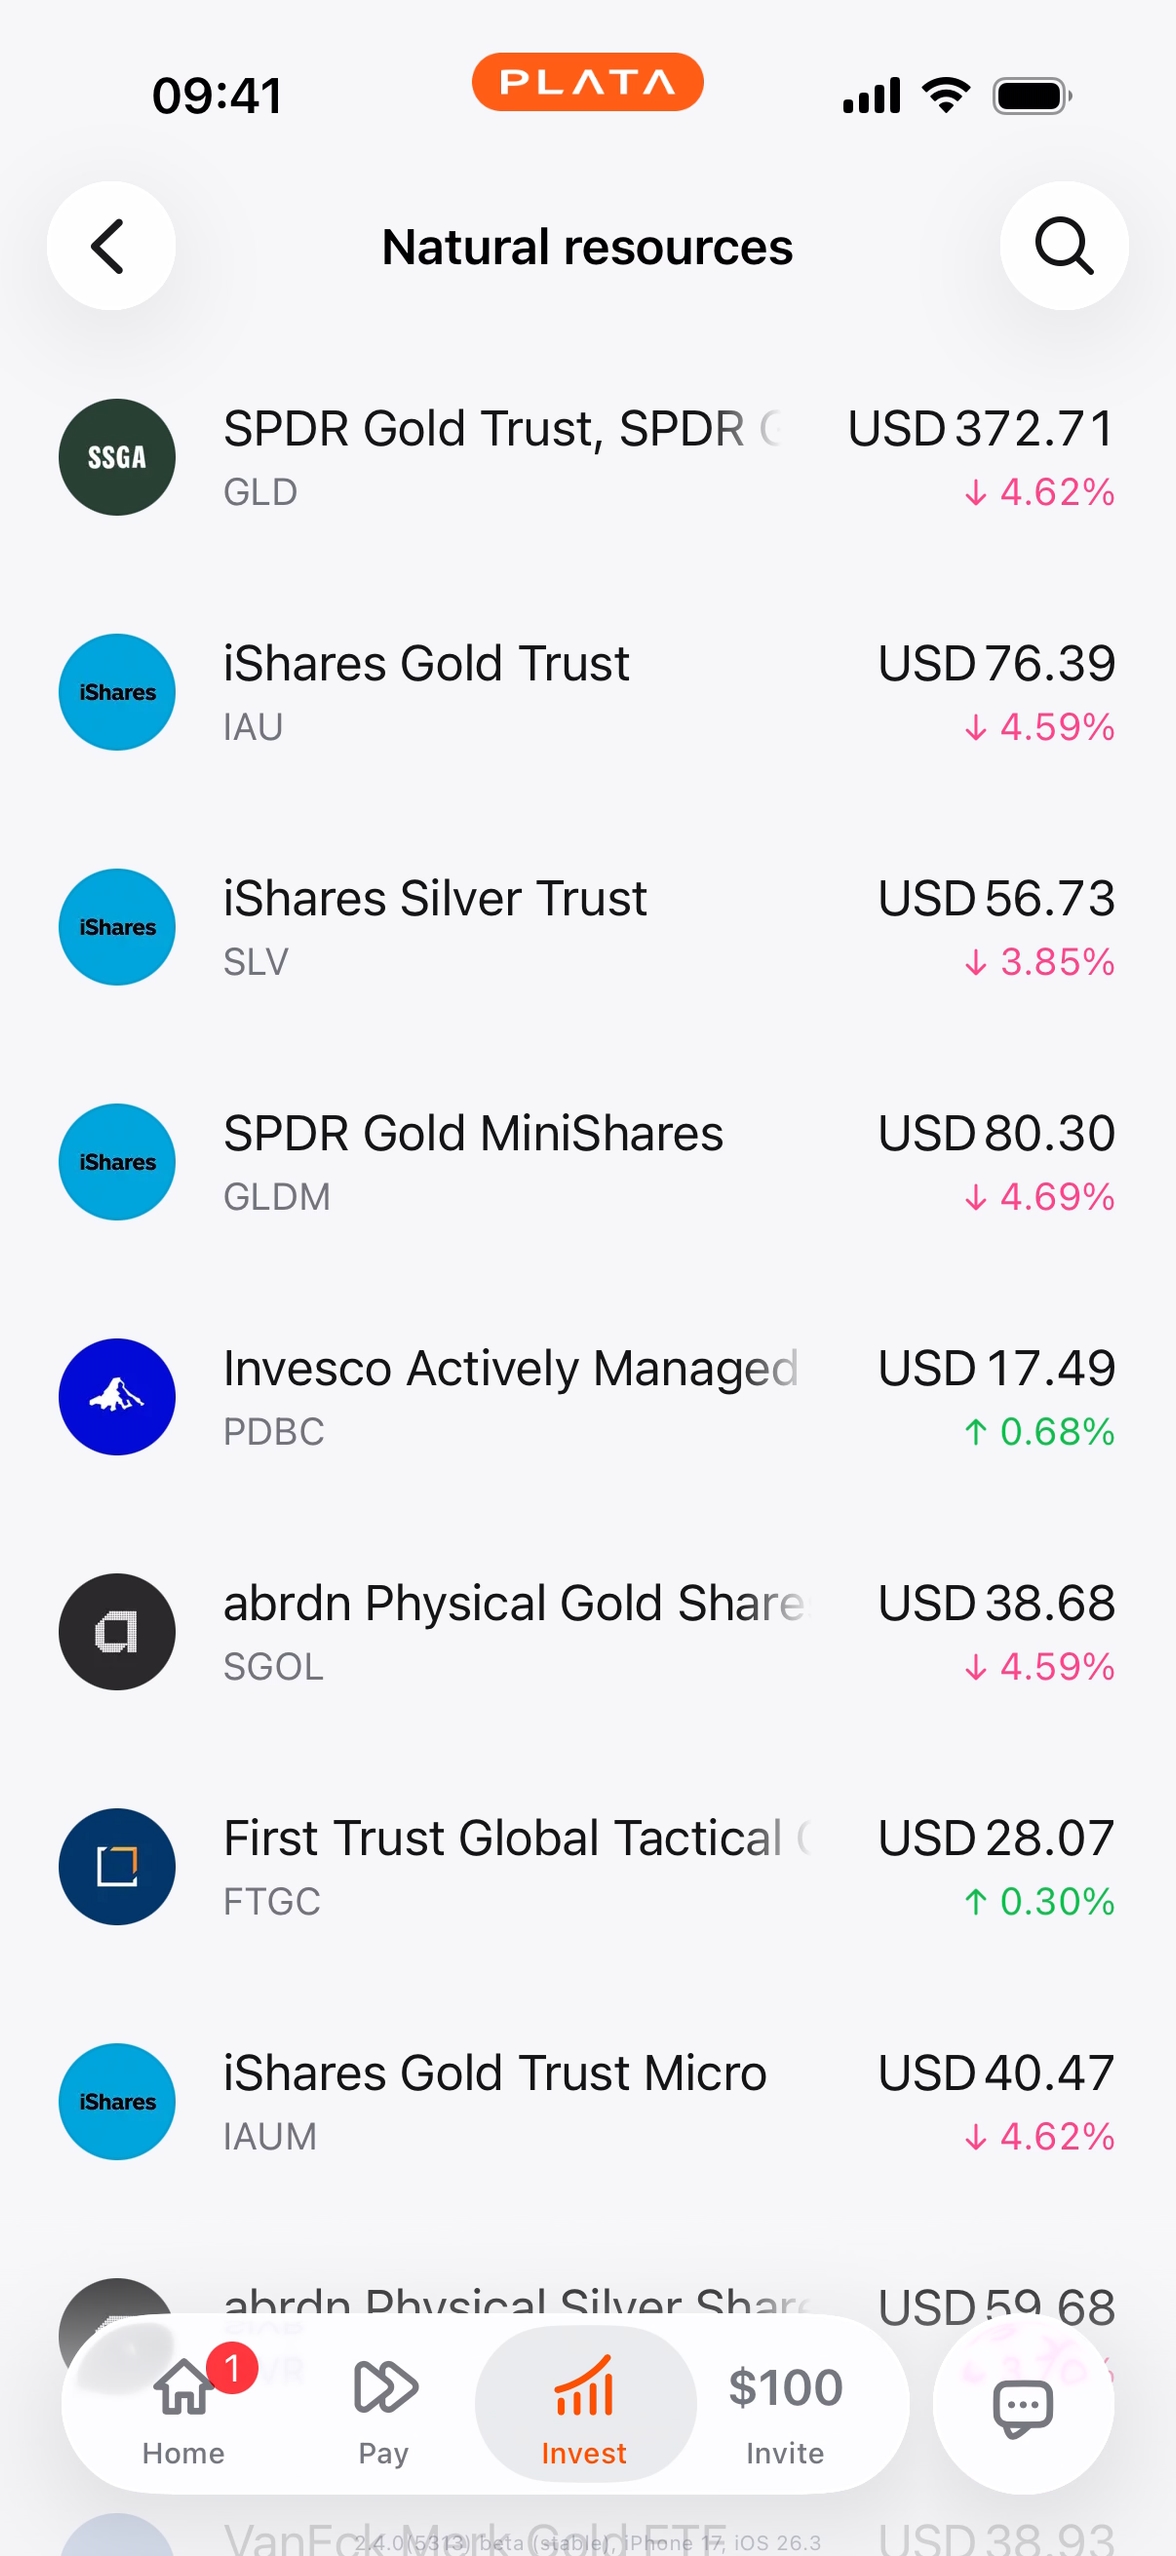 09:41
PLATA
Natural resources
SSGA
SPDR Gold Trust, SPDR G
USD 372.71
GLD
↓ 4.62%
iShares
iShares Gold Trust
USD 76.39
IAU
↓ 4.59%
iShares
iShares Silver Trust
USD 56.73
SLV
↓ 3.85%
iShares
SPDR Gold MiniShares
USD 80.30
GLDM
↓ 4.69%
Invesco Actively Managed
USD 17.49
PDBC
↑ 0.68%
abrdn Physical Gold Share
USD 38.68
SGOL
↓ 4.59%
First Trust Global Tactical
USD 28.07
FTGC
↑ 0.30%
iShares
iShares Gold Trust Micro
USD 40.47
IAUM
↓ 4.62%
abrdn Physical Silver Share
USD 59.68
1
$100
Home
Pay
Invest
Invite
VanEck Merk Gold ETF
USD 38.93
2.4.0(5313) beta (stable), iPhone 17, iOS 26.3